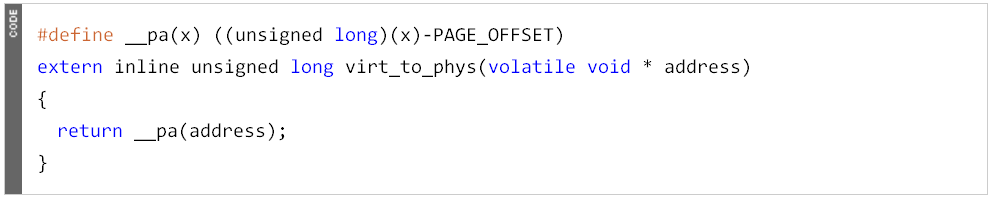 CODE
#define __pa(x) ((unsigned long)(x)-PAGE_OFFSET)
extern inline unsigned long virt_to_phys(volatile void * address)
{
  return __pa(address);
}